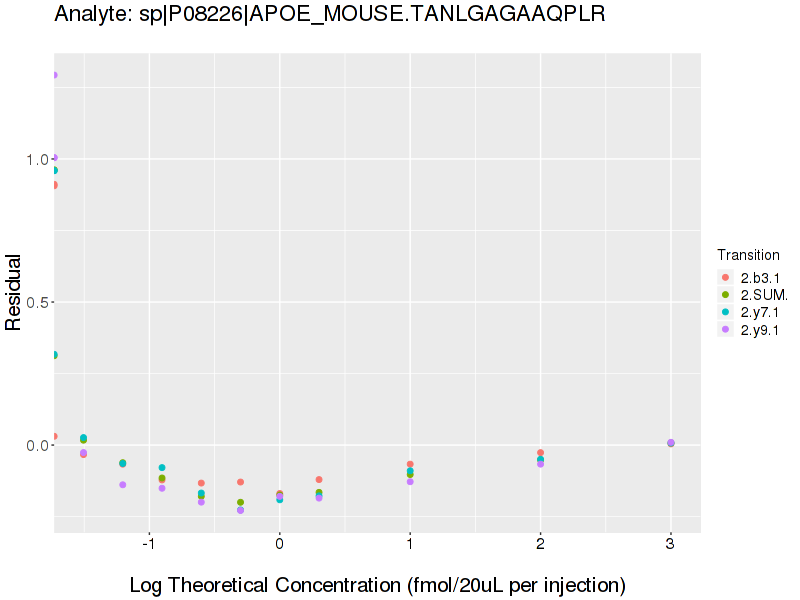 Analyte: sp|P08226|APOE_MOUSE.TANLGAGAAQPLR
1.0
0.5
0.0
Residual
-1 0 1 2 3
Log Theoretical Concentration (fmol/20uL per injection)
Transition
2.b3.1
2.SUM.
2.y7.1
2.y9.1